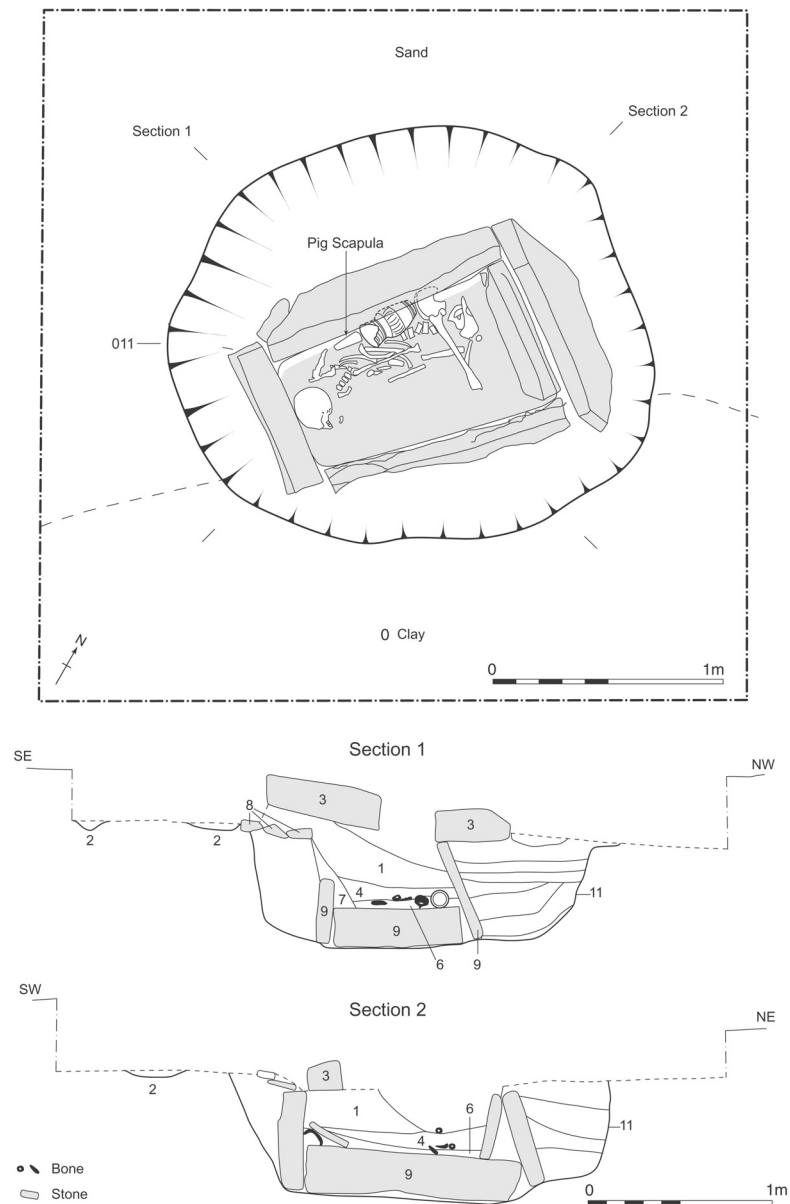 Sand
Section 1
Section 2
Pig Scapula
011
N
0 Clay
0 1m
Section 1
SE
NW
3
8
3
2
2
1
4
7
11
9
9
6
9
Section 2
SW
NE
3
2
1
6
4
11
9
Bone
Stone
0 1m